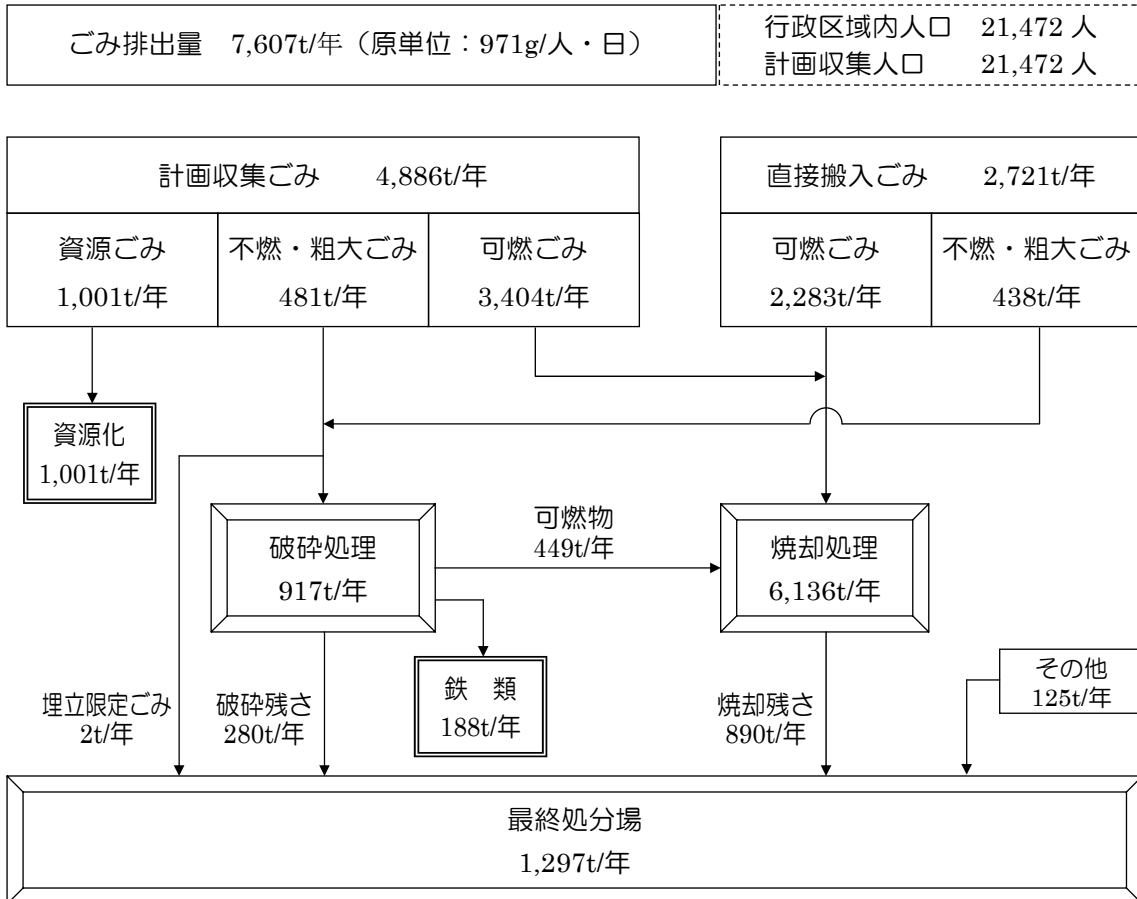 ごみ排出量 7,607t/年（原単位：971g/人・日）
行政区域内人口 21,472 人
計画収集人口 21,472 人
計画収集ごみ 4,886t/年
直接搬入ごみ 2,721t/年
資源ごみ
1,001t/年
不燃・粗大ごみ
481t/年
可燃ごみ
3,404t/年
可燃ごみ
2,283t/年
不燃・粗大ごみ
438t/年
資源化
1,001t/年
破砕処理
917t/年
可燃物
449t/年
焼却処理
6,136t/年
埋立限定ごみ
2t/年
破砕残さ
280t/年
鉄 類
188t/年
焼却残さ
890t/年
その他
125t/年
最終処分場
1,297t/年